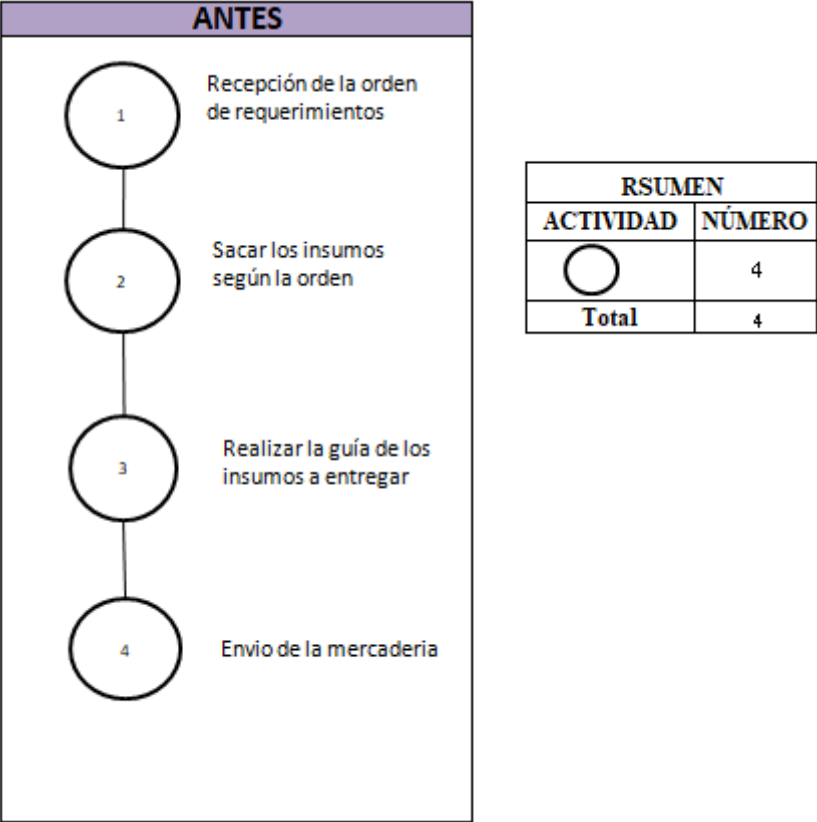 ANTES
1
Recepción de la orden
de requerimientos
2
Sacar los insumos
según la orden
3
Realizar la guía de los
insumos a entregar
4
Envio de la mercaderia
RSUMEN
ACTIVIDAD NÚMERO
4
Total 4